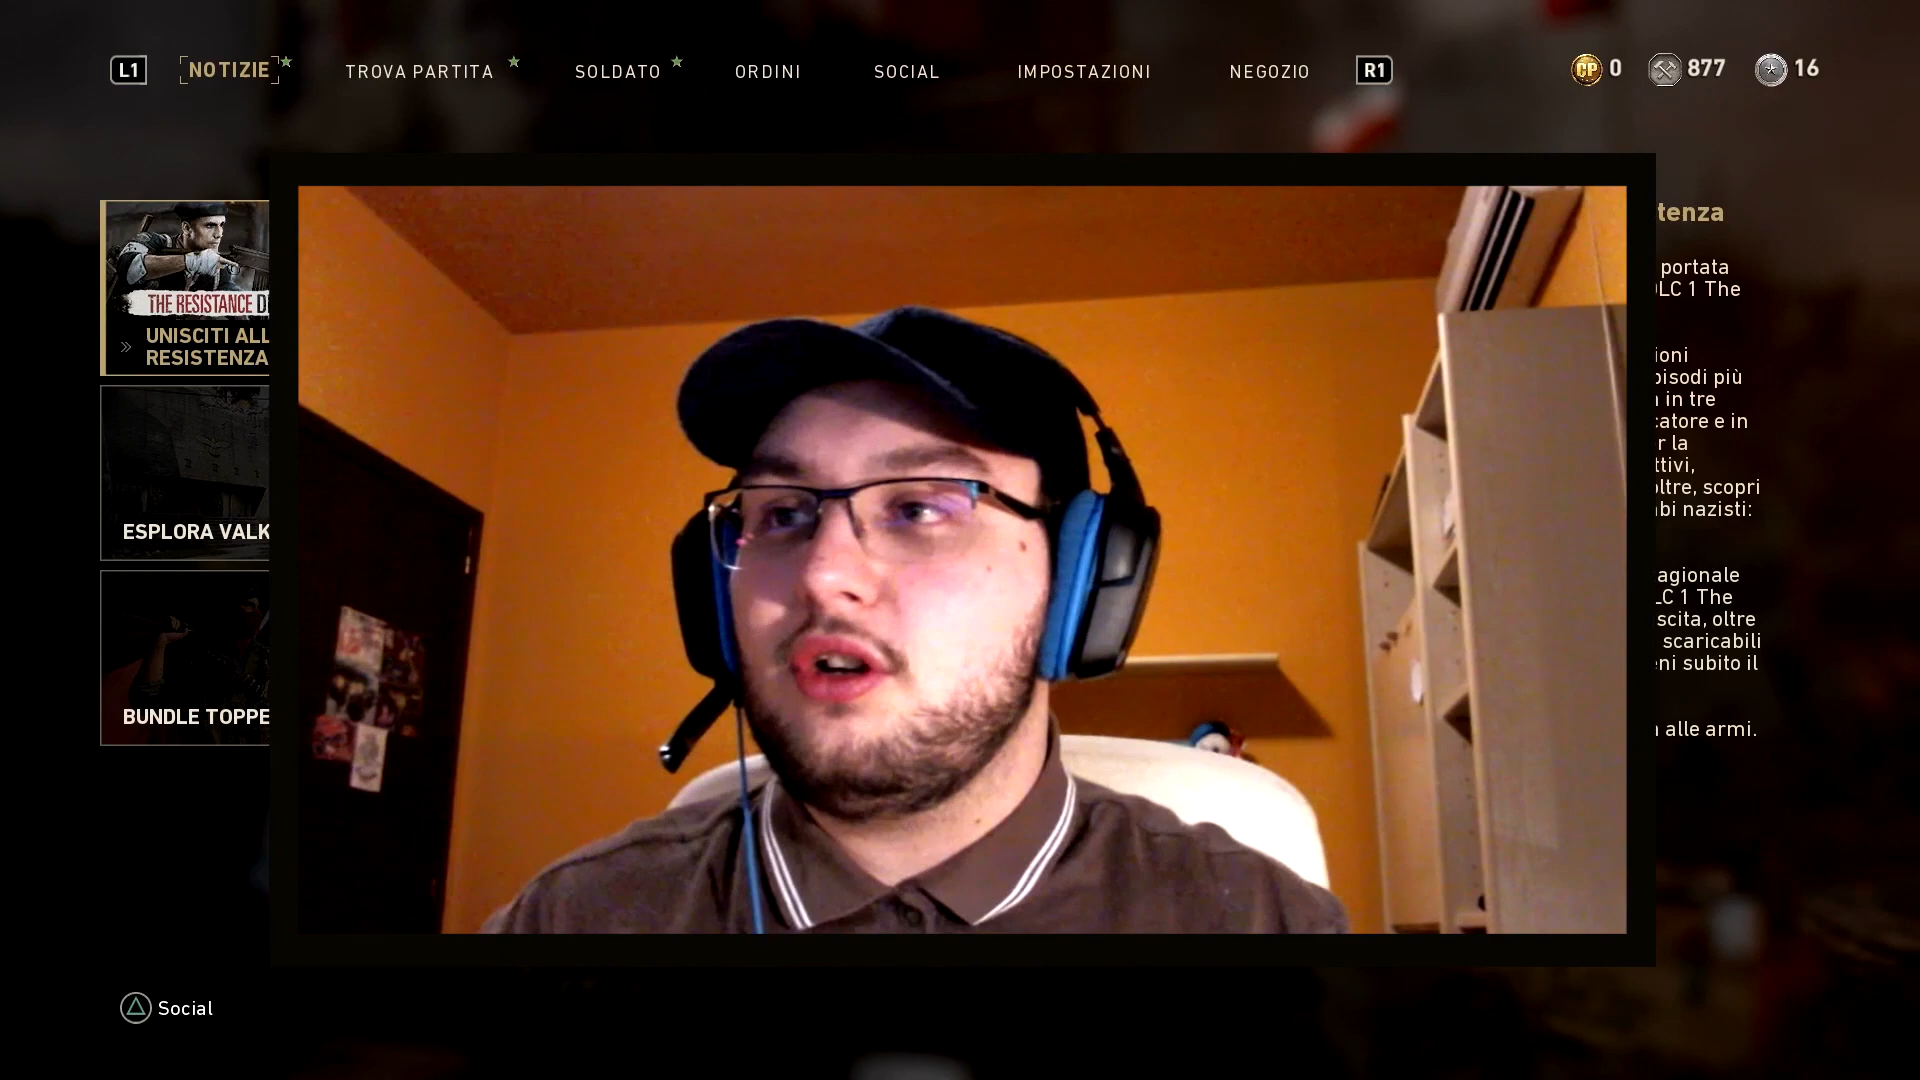 L1 NOTIZIE TROVA PARTITA SOLDATO ORDINI SOCIAL IMPOSTAZIONI NEGOZIO R1 CP 0 877 16
THE RESISTANCE
UNISCITI ALL
RESISTENZA
ESPLORA VALK
BUNDLE TOPPE
tenza
portata
LC 1 The
ioni
pisodi più
in tre
catore e in
r la
ttivi,
oltre, scopri
bi nazisti:
agionale
LC 1 The
scita, oltre
scaricabili
eni subito il
alle armi.
Social